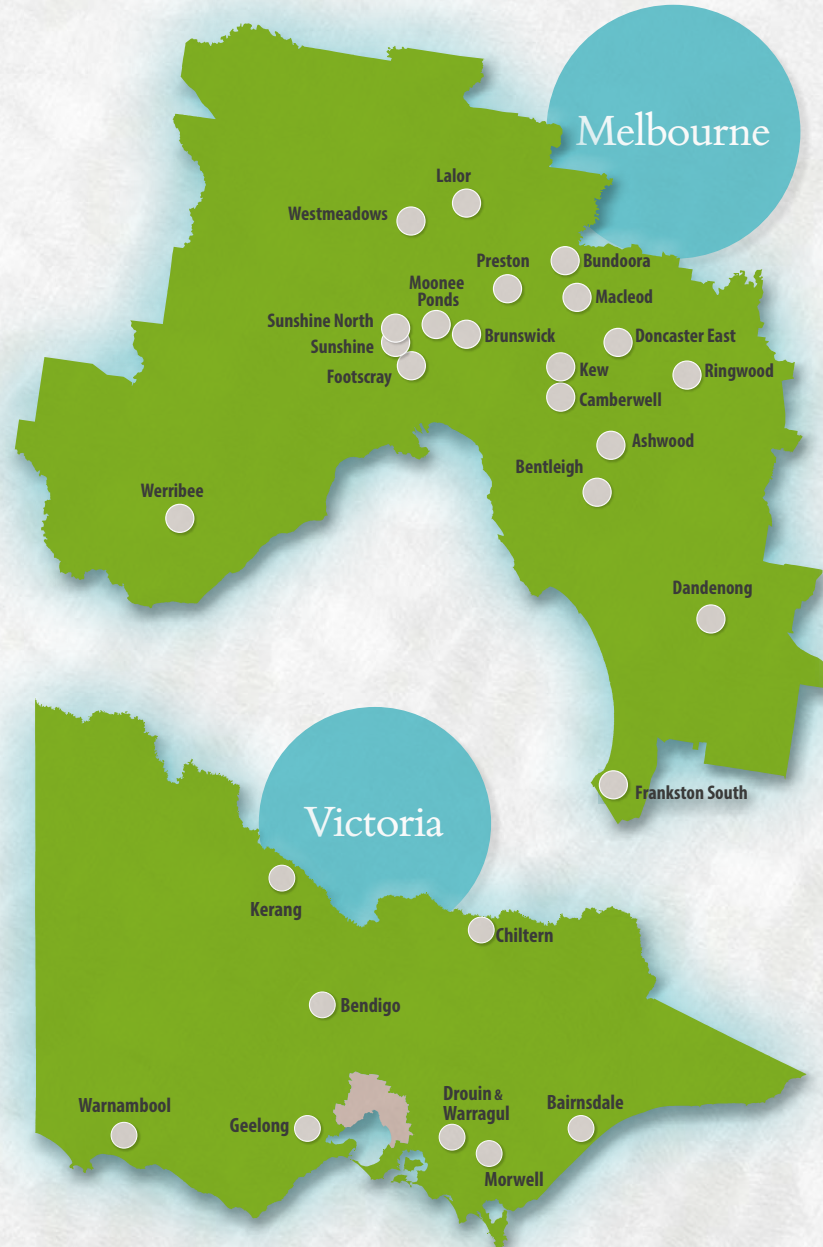 Melbourne
Lalor
Westmeadows
Preston
Bundoora
Moonee
Ponds
Macleod
Sunshine North
Brunswick
Doncaster East
Sunshine
Footscray
Kew
Ringwood
Camberwell
Ashwood
Bentleigh
Werribee
Dandenong
Frankston South
Victoria
Kerang
Chiltern
Bendigo
Warnambool
Geelong
Drouin &
Warragul
Bairnsdale
Morwell